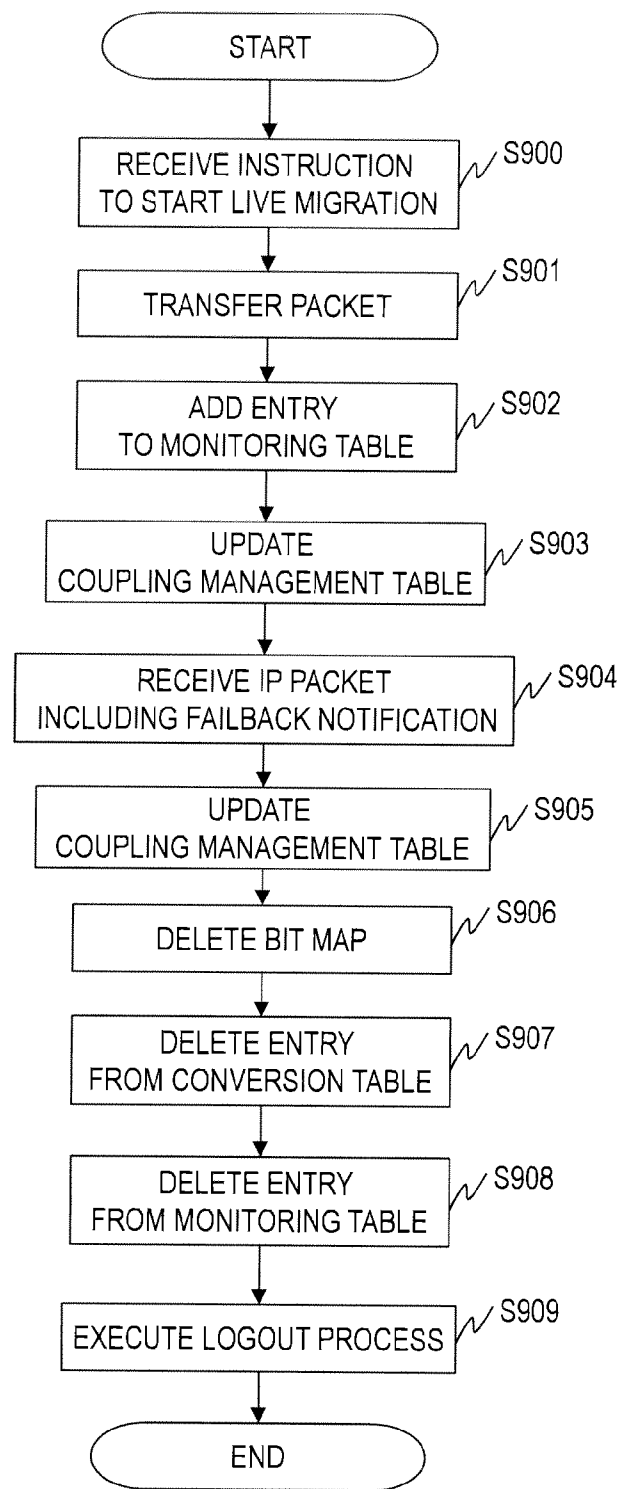 START
RECEIVE INSTRUCTION
TO START LIVE MIGRATION
S900
TRANSFER PACKET
S901
ADD ENTRY
TO MONITORING TABLE
S902
UPDATE
COUPLING MANAGEMENT TABLE
S903
RECEIVE IP PACKET
INCLUDING FAILBACK NOTIFICATION
S904
UPDATE
COUPLING MANAGEMENT TABLE
S905
DELETE BIT MAP
S906
DELETE ENTRY
FROM CONVERSION TABLE
S907
DELETE ENTRY
FROM MONITORING TABLE
S908
EXECUTE LOGOUT PROCESS
S909
END